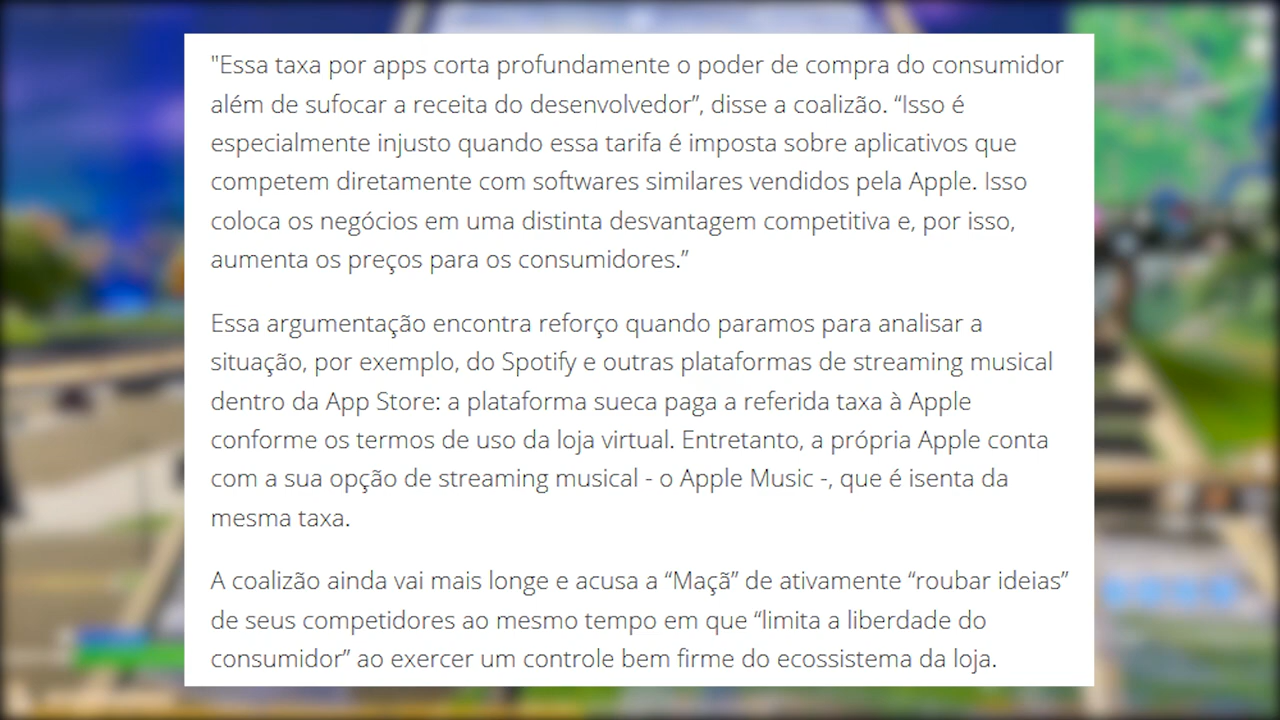 "Essa taxa por apps corta profundamente o poder de compra do consumidor
além de sufocar a receita do desenvolvedor”, disse a coalizão. “Isso é
especialmente injusto quando essa tarifa é imposta sobre aplicativos que
competem diretamente com softwares similares vendidos pela Apple. Isso
coloca os negócios em uma distinta desvantagem competitiva e, por isso,
aumenta os preços para os consumidores.”
Essa argumentação encontra reforço quando paramos para analisar a
situação, por exemplo, do Spotify e outras plataformas de streaming musical
dentro da App Store: a plataforma sueca paga a referida taxa à Apple
conforme os termos de uso da loja virtual. Entretanto, a própria Apple conta
com a sua opção de streaming musical - o Apple Music -, que é isenta da
mesma taxa.
A coalizão ainda vai mais longe e acusa a “Maçã” de ativamente “roubar ideias”
de seus competidores ao mesmo tempo em que “limita a liberdade do
consumidor” ao exercer um controle bem firme do ecossistema da loja.